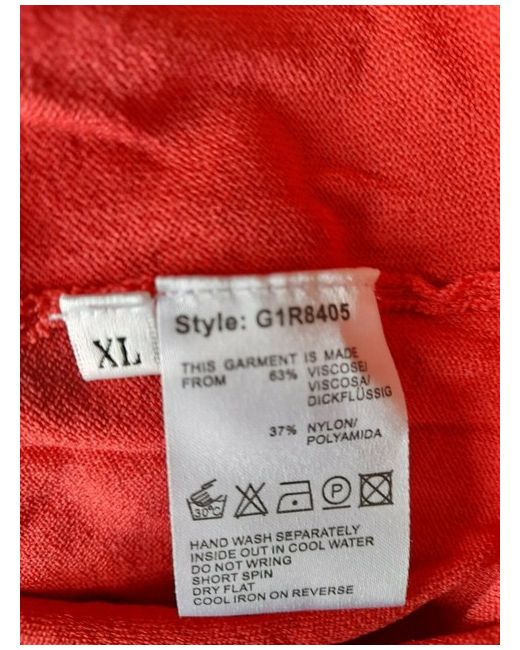 XL
Style: G1R8405
THIS GARMENT IS MADE
FROM 63% VISCOSE/
VISCOSA/
DICKFLÜSSIG
37% NYLON/
POLYAMIDA
30°C P
HAND WASH SEPARATELY
INSIDE OUT IN COOL WATER
DO NOT WRING
SHORT SPIN
DRY FLAT
COOL IRON ON REVERSE